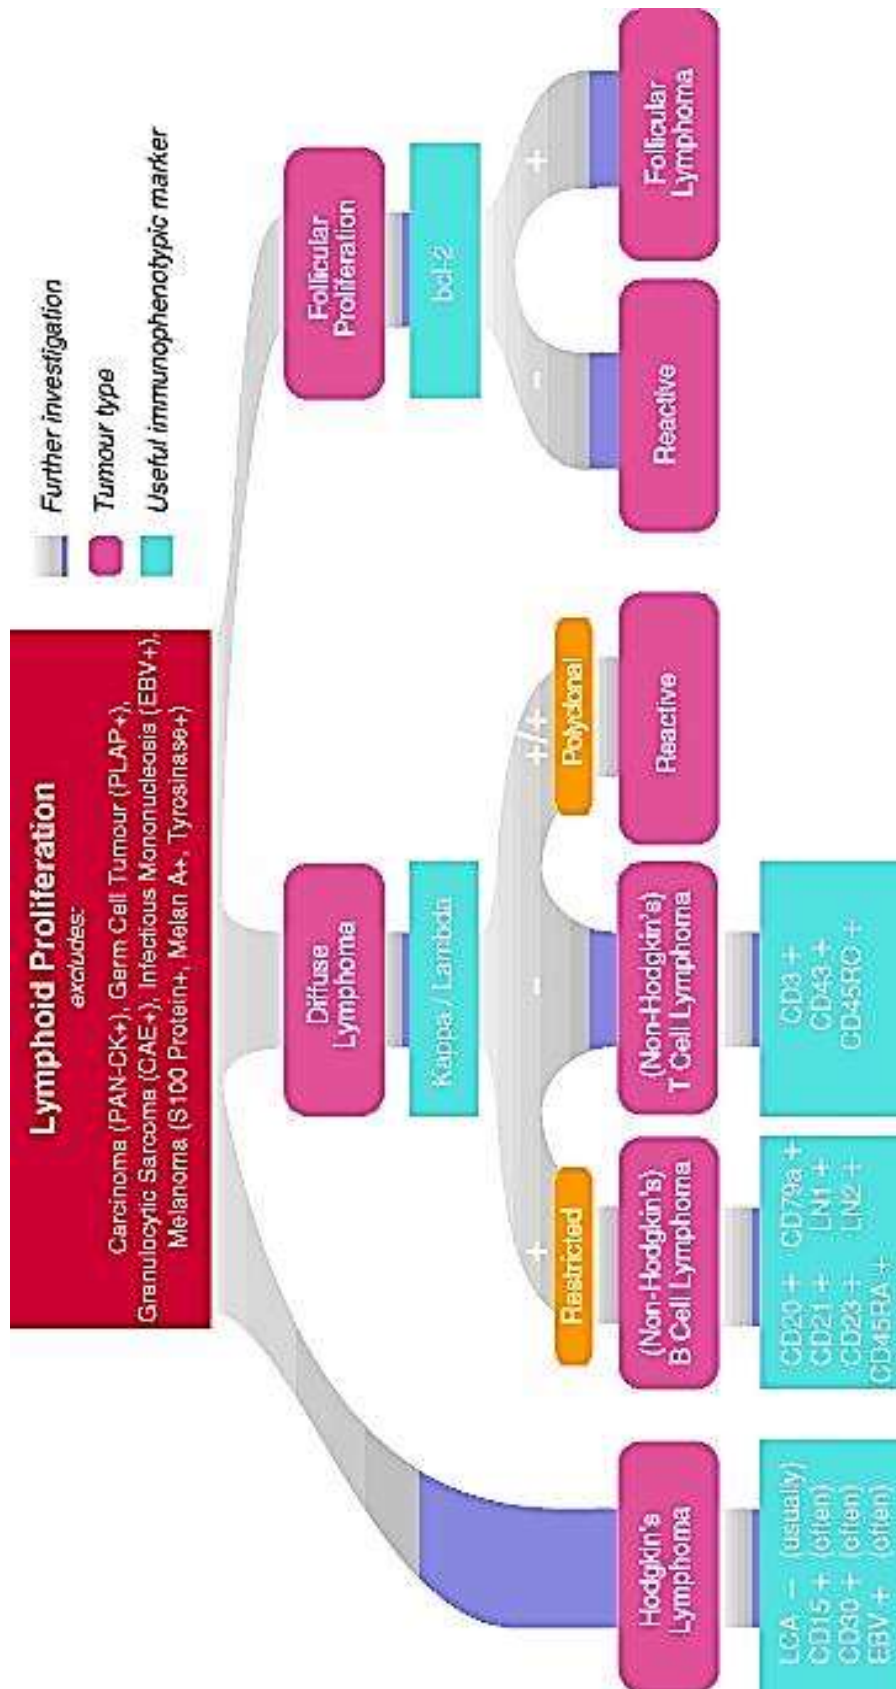 Lymphoid Proliferation
excludes:
Carcinoma (PAN-CK+), Germ Cell Tumour (PLAP+),
Granulocytic Sarcoma (CAE+), Infectious Mononucleosis (EBV+),
Melanoma (S100 Protein+, Melan A+, Tyrosinase+)
Further investigation
Tumour type
Useful immunophenotypic marker
Diffuse
Lymphoma
Follicular
Proliferation
Kappa / Lambda
bcl-2
+
-
+/+
-
+
Restricted
Polyclonal
Hodgkin's
Lymphoma
(Non-Hodgkin's)
B Cell Lymphoma
(Non-Hodgkin's)
T Cell Lymphoma
Reactive
Reactive
Follicular
Lymphoma
LCA – (usually)
CD15 + (often)
CD30 + (often)
EBV + (often)
CD20 + CD79a +
CD21 + LN1 +
CD23 + LN2 +
CD45RA +
CD3 +
CD43 +
CD45RO +